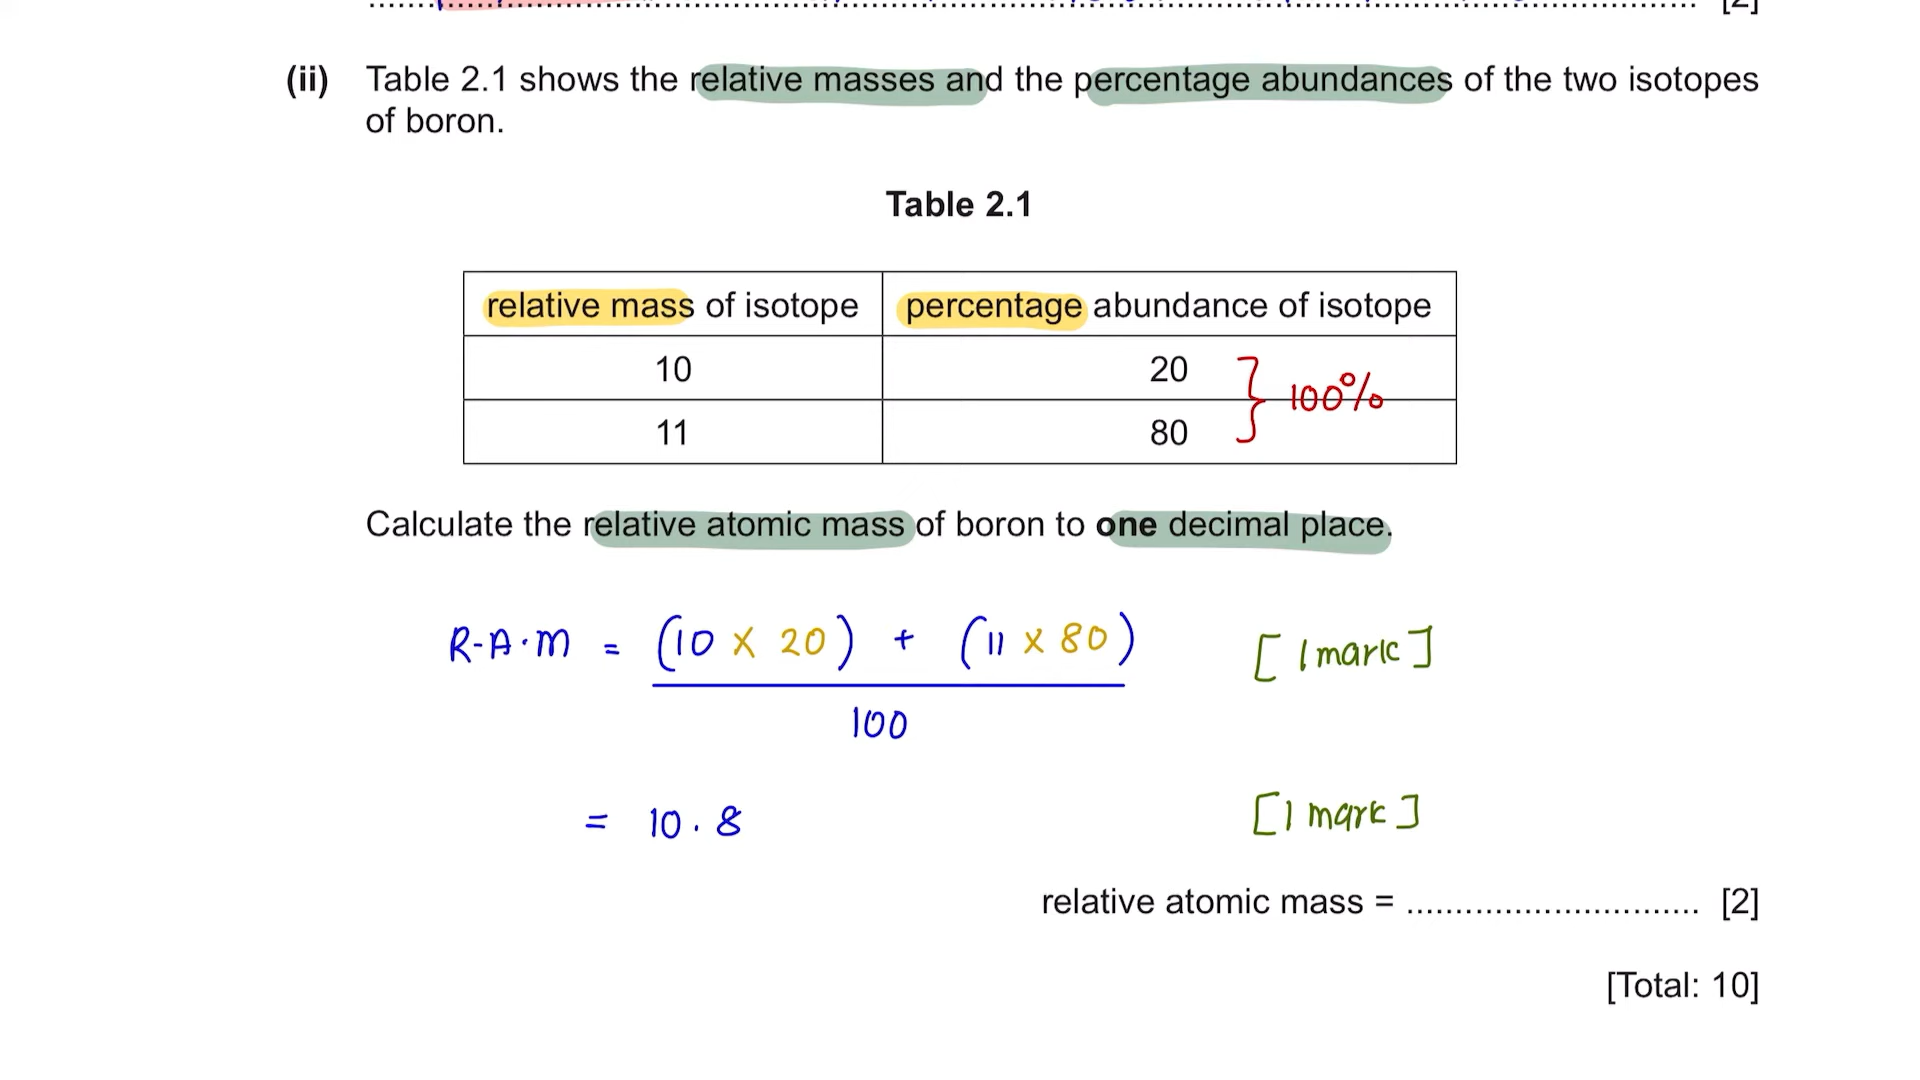 [2]
(ii) Table 2.1 shows the relative masses and the percentage abundances of the two isotopes
of boron.
Table 2.1
relative mass of isotope percentage abundance of isotope
10 20
} 100%
11 80
Calculate the relative atomic mass of boron to one decimal place.
R-A·M = (10 × 20) + (11 × 80) [1 mark]
100
= 10.8 [1 mark]
relative atomic mass = .............................. [2]
[Total: 10]